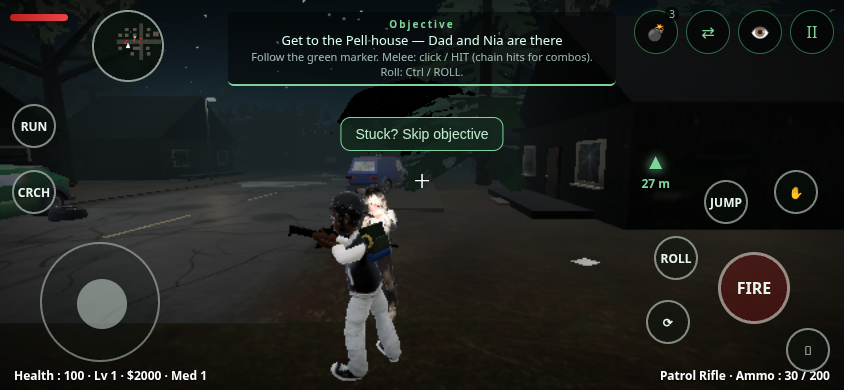 Objective
Get to the Pell house — Dad and Nia are there
Follow the green marker. Melee: click / HIT (chain hits for combos).
Roll: Ctrl / ROLL.
3
II
Stuck? Skip objective
RUN
CRCH
27 m
JUMP
ROLL
FIRE
Health : 100 · Lv 1 · $2000 · Med 1
Patrol Rifle · Ammo : 30 / 200